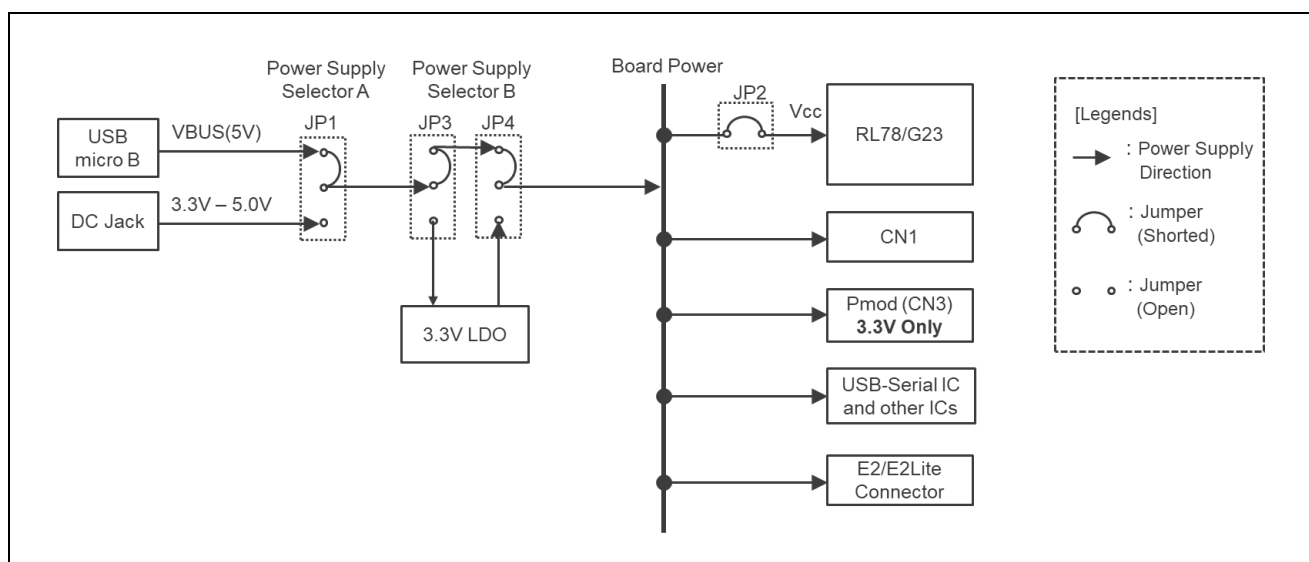 Power Supply
Selector A
JP1
Power Supply
Selector B
JP3
JP4
Board Power
USB
micro B
VBUS(5V)
DC Jack
3.3V – 5.0V
3.3V LDO
JP2
Vcc
RL78/G23
CN1
Pmod (CN3)
3.3V Only
USB-Serial IC
and other ICs
E2/E2Lite
Connector
[Legends]
: Power Supply
Direction
: Jumper
(Shorted)
: Jumper
(Open)